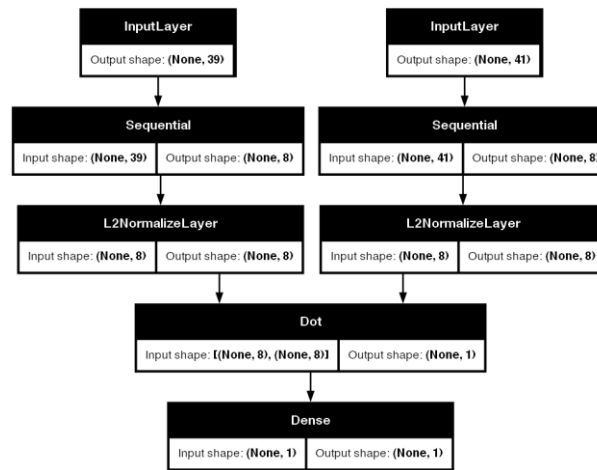 InputLayer
Output shape: (None, 39)
InputLayer
Output shape: (None, 41)
Sequential
Input shape: (None, 39) Output shape: (None, 8)
Sequential
Input shape: (None, 41) Output shape: (None, 8)
L2NormalizeLayer
Input shape: (None, 8) Output shape: (None, 8)
L2NormalizeLayer
Input shape: (None, 8) Output shape: (None, 8)
Dot
Input shape: [(None, 8), (None, 8)] Output shape: (None, 1)
Dense
Input shape: (None, 1) Output shape: (None, 1)